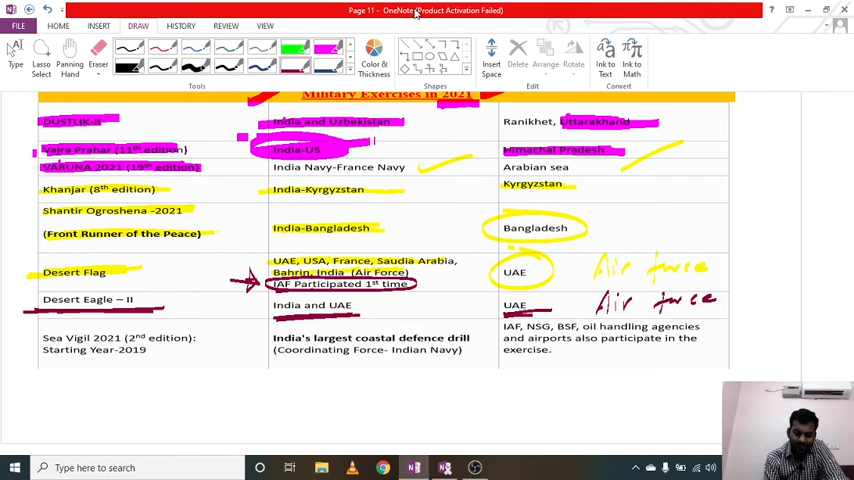 Page 11 - OneNote (Product Activation Failed)
FILE HOME INSERT DRAW HISTORY REVIEW VIEW
Type
Lasso Select
Panning Hand
Eraser
Color & Thickness
Insert Space
Delete
Arrange
Rotate
Ink to Text
Ink to Math
Tools
Shapes
Edit
Convert
Military Exercises in 2021
DUSTLIK-II India and Uzbekistan Ranikhet, Uttarakhand
Vajra Prahar (11th edition) India-US Himachal Pradesh
VARUNA 2021 (19th edition) India Navy-France Navy Arabian sea
Khanjar (8th edition) India-Kyrgyzstan Kyrgyzstan
Shantir Ogroshena -2021
(Front Runner of the Peace) India-Bangladesh Bangladesh
Desert Flag
UAE, USA, France, Saudia Arabia,
Bahrin, India (Air Force)
IAF Participated 1st time
UAE Air force
Desert Eagle – II India and UAE UAE Air force
Sea Vigil 2021 (2nd edition):
Starting Year-2019
India's largest coastal defence drill
(Coordinating Force- Indian Navy)
IAF, NSG, BSF, oil handling agencies
and airports also participate in the
exercise.
Type here to search